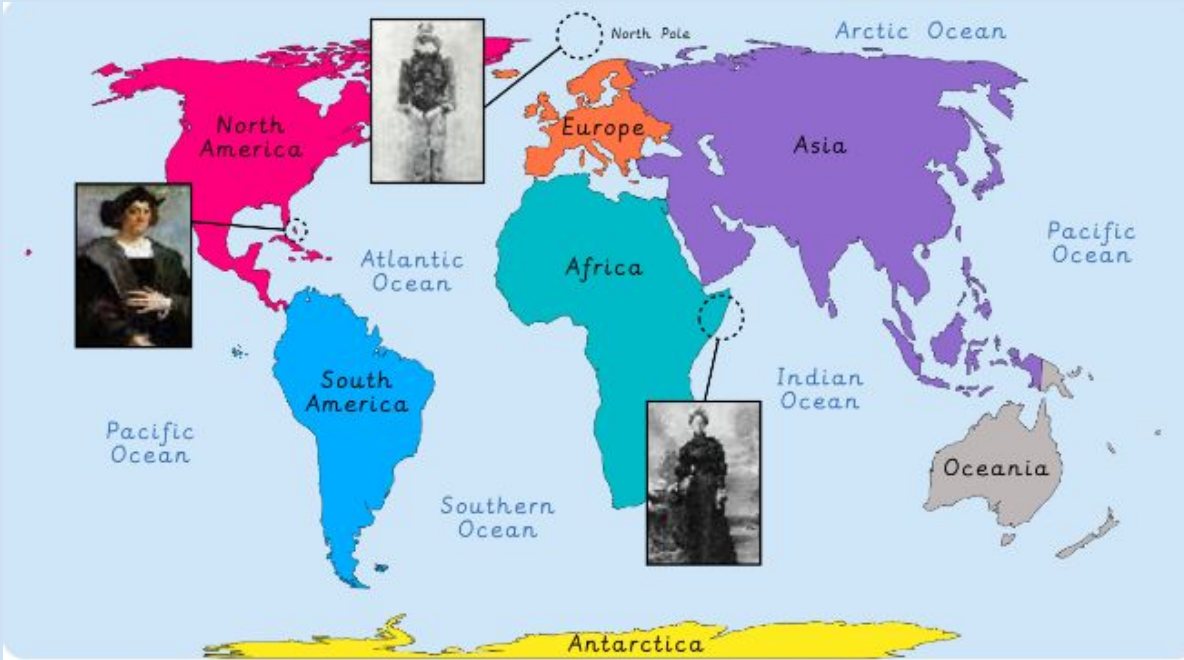 North Pole
Arctic Ocean
North
America
Europe
Asia
Pacific
Ocean
Atlantic
Ocean
Africa
South
America
Indian
Ocean
Pacific
Ocean
Oceania
Southern
Ocean
Antarctica